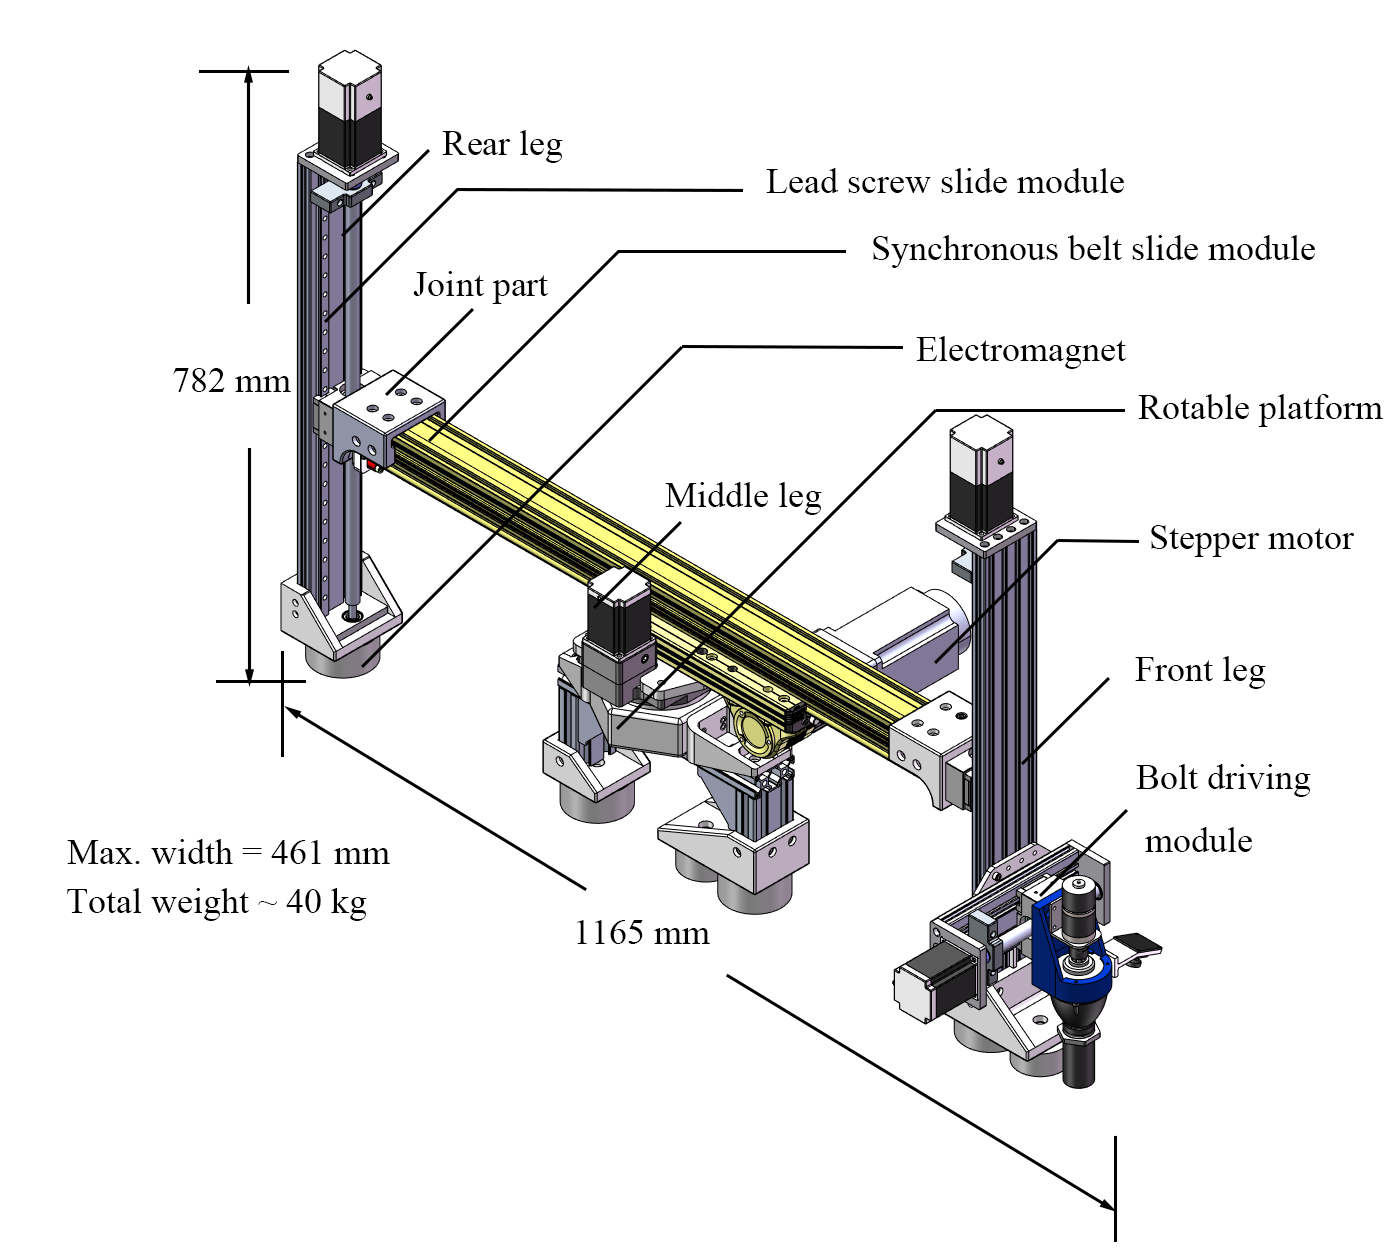 Rear leg
Lead screw slide module
Synchronous belt slide module
Joint part
Electromagnet
782 mm
Rotable platform
Middle leg
Stepper motor
Front leg
Bolt driving
module
Max. width = 461 mm
Total weight ~ 40 kg
1165 mm